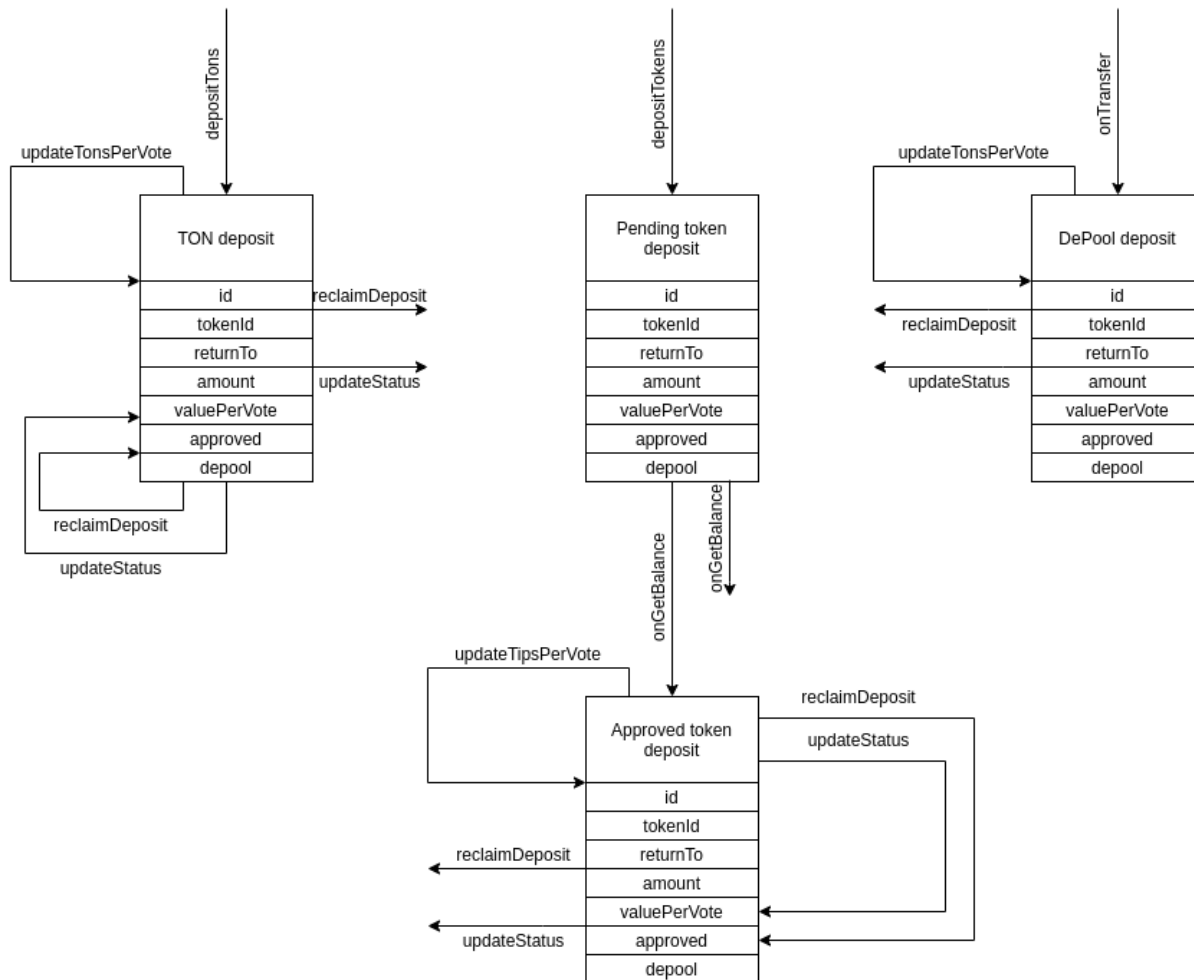 depositTons
depositTokens
onTransfer
updateTonsPerVote
updateTonsPerVote
TON deposit
id
tokenId
returnTo
amount
valuePerVote
approved
depool
reclaimDeposit
updateStatus
reclaimDeposit
updateStatus
Pending token
deposit
id
tokenId
returnTo
amount
valuePerVote
approved
depool
onGetBalance
onGetBalance
DePool deposit
id
tokenId
returnTo
amount
valuePerVote
approved
depool
reclaimDeposit
updateStatus
updateTipsPerVote
Approved token
deposit
id
tokenId
returnTo
amount
valuePerVote
approved
depool
reclaimDeposit
updateStatus
reclaimDeposit
updateStatus